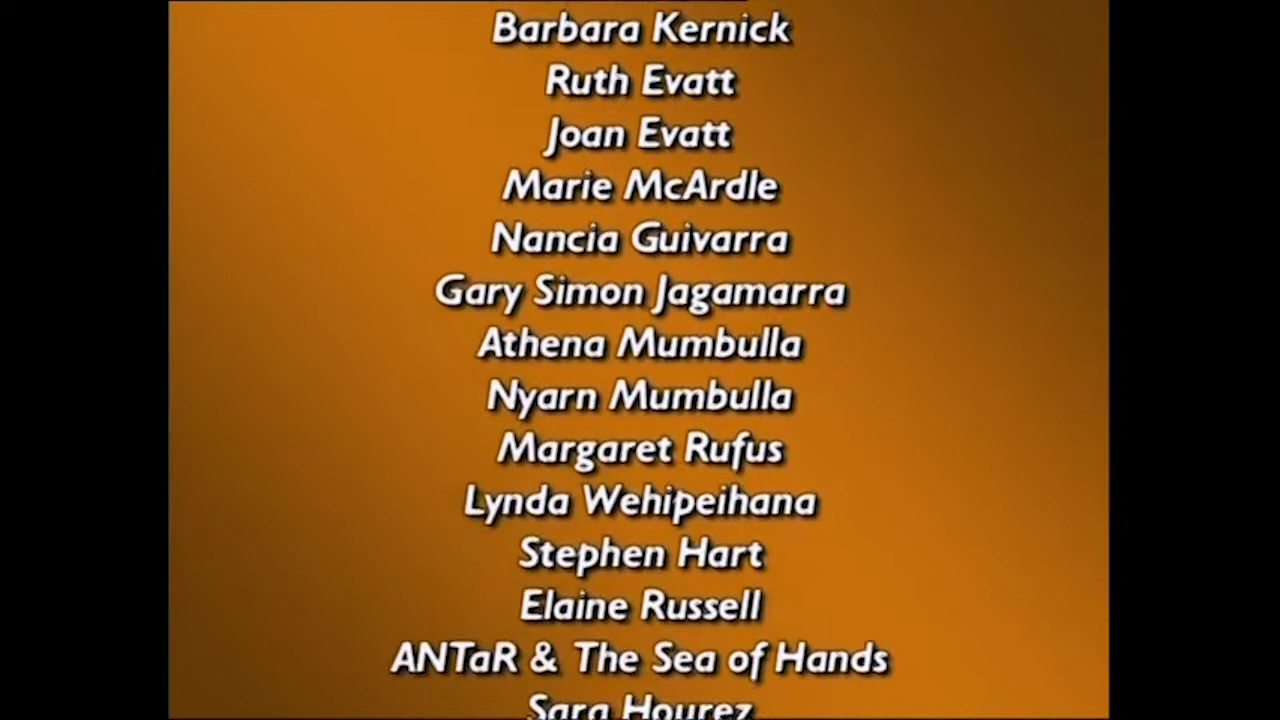 Barbara Kernick
Ruth Evatt
Joan Evatt
Marie McArdle
Nancia Guivarra
Gary Simon Jagamarra
Athena Mumbulla
Nyarn Mumbulla
Margaret Rufus
Lynda Wehipeihana
Stephen Hart
Elaine Russell
ANTaR & The Sea of Hands
Sara Hourez